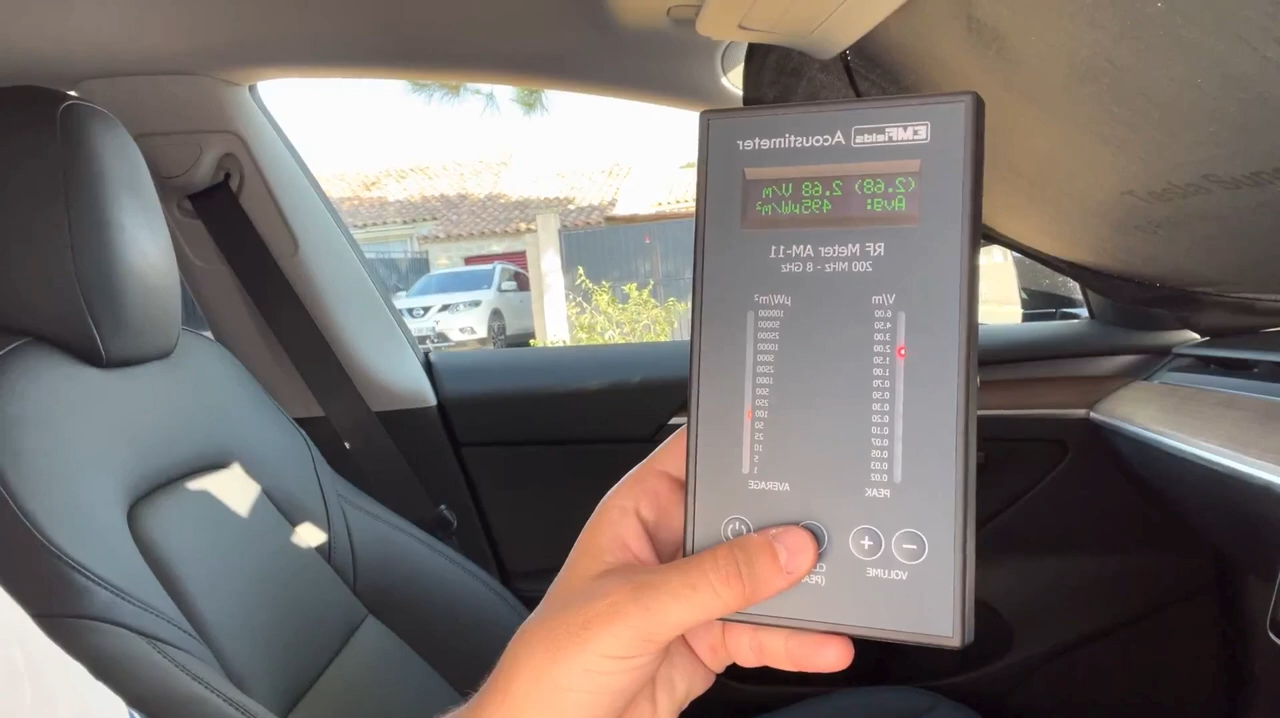 EMFields Acoustimeter
(2.68) 2.68 V/m
Avg: 495µW/m²
RF Meter AM-11
200 MHz - 8 GHz
V/m µW/m²
6.00 100000
4.50 50000
3.00 25000
2.00 10000
1.50 5000
1.00 2500
0.70 1000
0.50 500
0.30 250
0.20 100
0.10 50
0.07 25
0.05 10
0.03 5
0.02 1
PEAK AVERAGE
− +
VOLUME